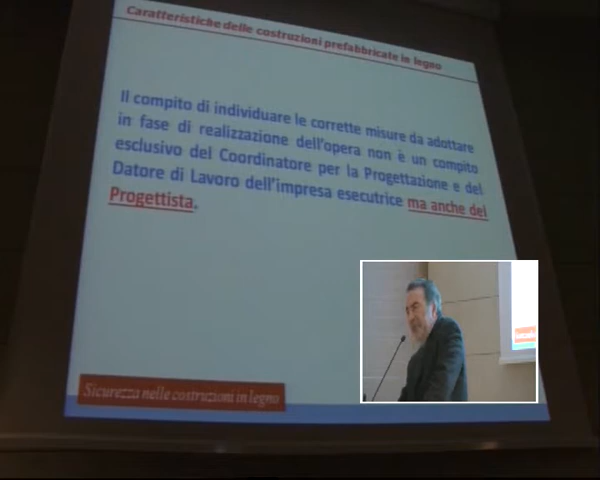 Caratteristiche delle costruzioni prefabbricate in legno
Il compito di individuare le corrette misure da adottare
in fase di realizzazione dell'opera non è un compito
esclusivo del Coordinatore per la Progettazione e del
Datore di Lavoro dell'impresa esecutrice ma anche del
Progettista.
Sicurezza nelle costruzioni in legno